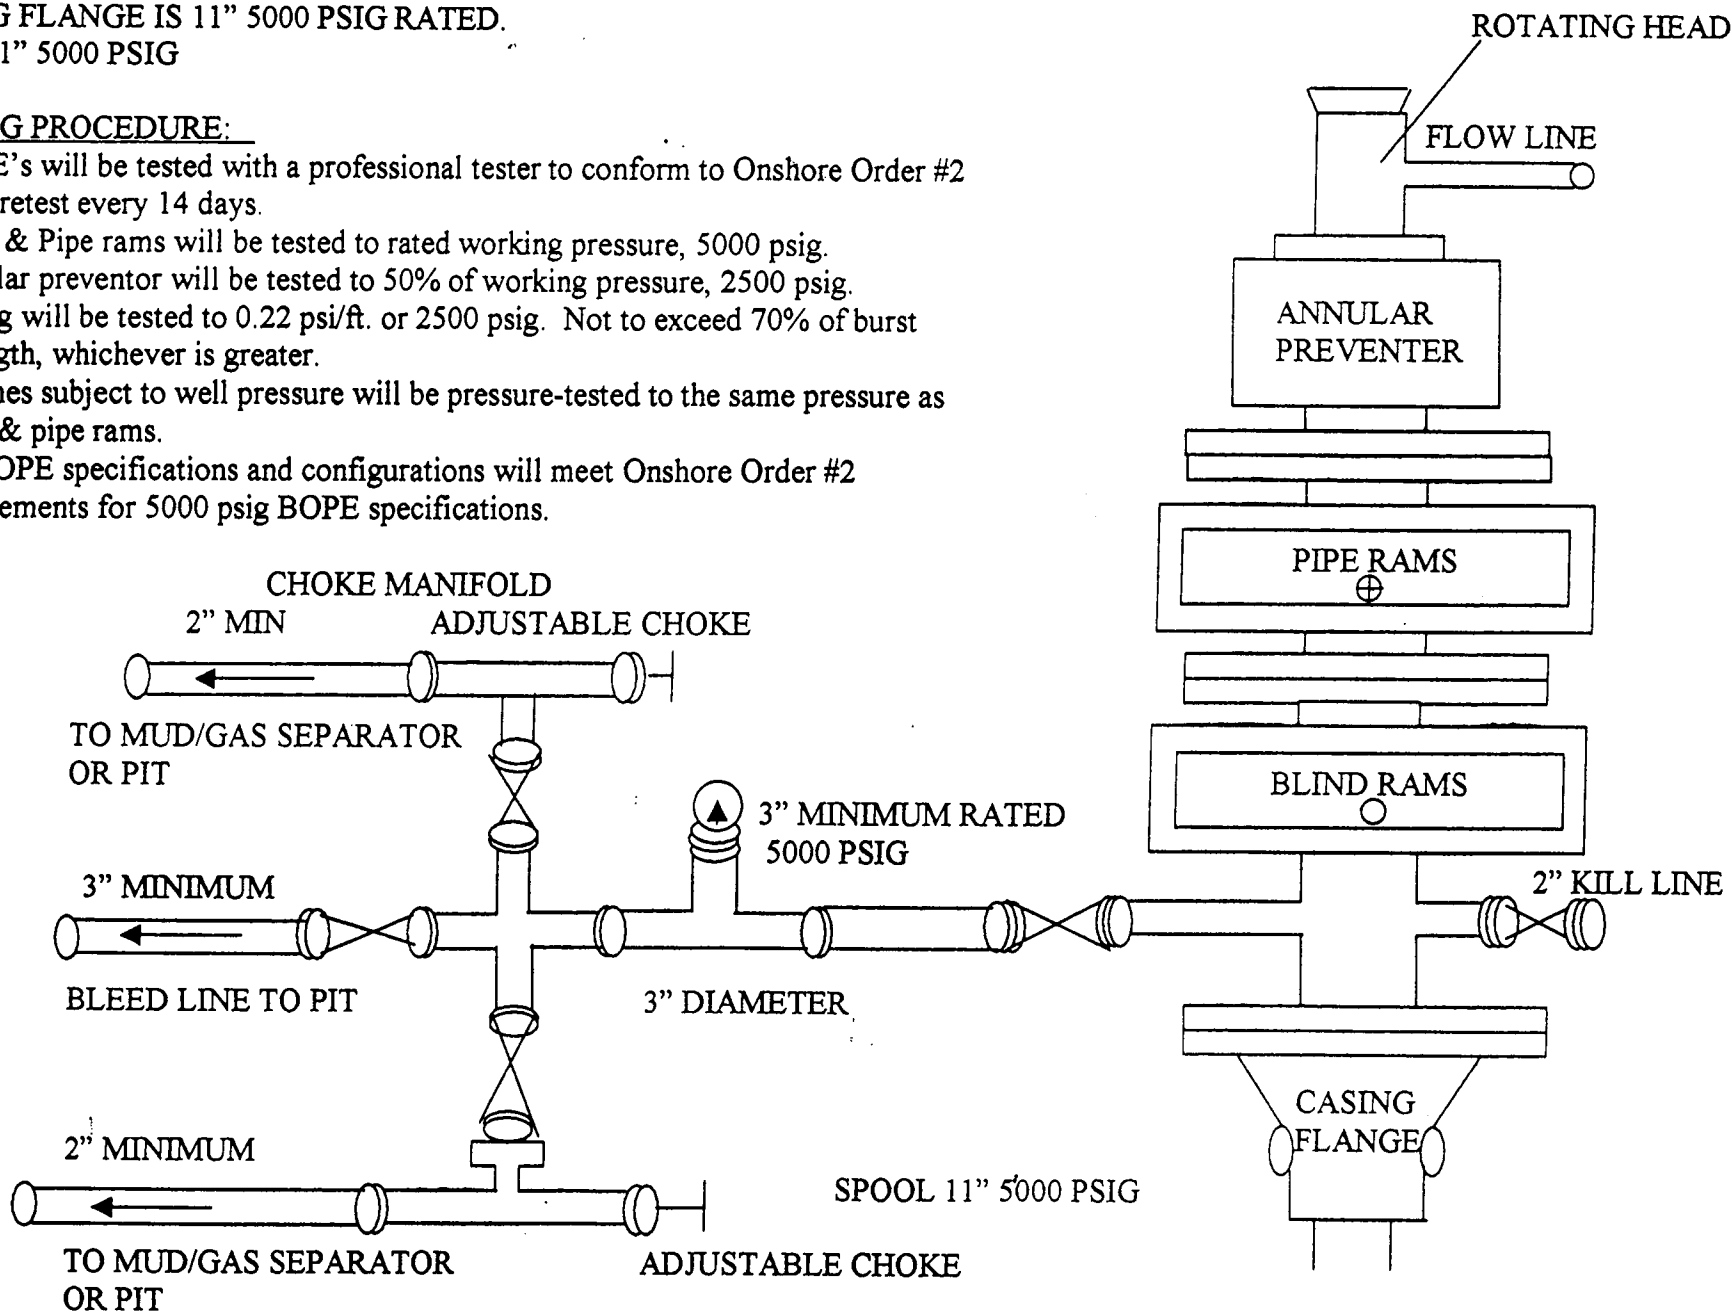 G FLANGE IS 11” 5000 PSIG RATED.
1” 5000 PSIG
G PROCEDURE:
E’s will be tested with a professional tester to conform to Onshore Order #2
retest every 14 days.
& Pipe rams will be tested to rated working pressure, 5000 psig.
lar preventor will be tested to 50% of working pressure, 2500 psig.
g will be tested to 0.22 psi/ft. or 2500 psig. Not to exceed 70% of burst
gth, whichever is greater.
nes subject to well pressure will be pressure-tested to the same pressure as
& pipe rams.
OPE specifications and configurations will meet Onshore Order #2
ements for 5000 psig BOPE specifications.
ROTATING HEAD
FLOW LINE
ANNULAR
PREVENTER
PIPE RAMS
BLIND RAMS
2” KILL LINE
CASING
FLANGE
CHOKE MANIFOLD
2” MIN
ADJUSTABLE CHOKE
TO MUD/GAS SEPARATOR
OR PIT
3” MINIMUM RATED
5000 PSIG
3” MINIMUM
BLEED LINE TO PIT
3” DIAMETER
2” MINIMUM
SPOOL 11” 5000 PSIG
TO MUD/GAS SEPARATOR
OR PIT
ADJUSTABLE CHOKE